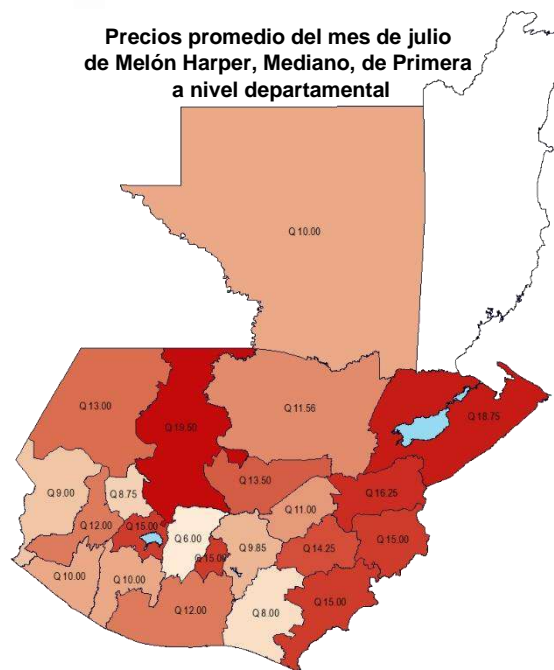 Precios promedio del mes de julio
de Melón Harper, Mediano, de Primera
a nivel departamental
Q 10.00
Q 13.00
Q 19.50
Q 11.56
Q 18.75
Q 13.50
Q 16.25
Q 9.00
Q 8.75
Q 11.00
Q 12.00
Q 15.00
Q 6.00
Q 9.85
Q 14.25
Q 15.00
Q 15.00
Q 10.00
Q 10.00
Q 12.00
Q 8.00
Q 15.00